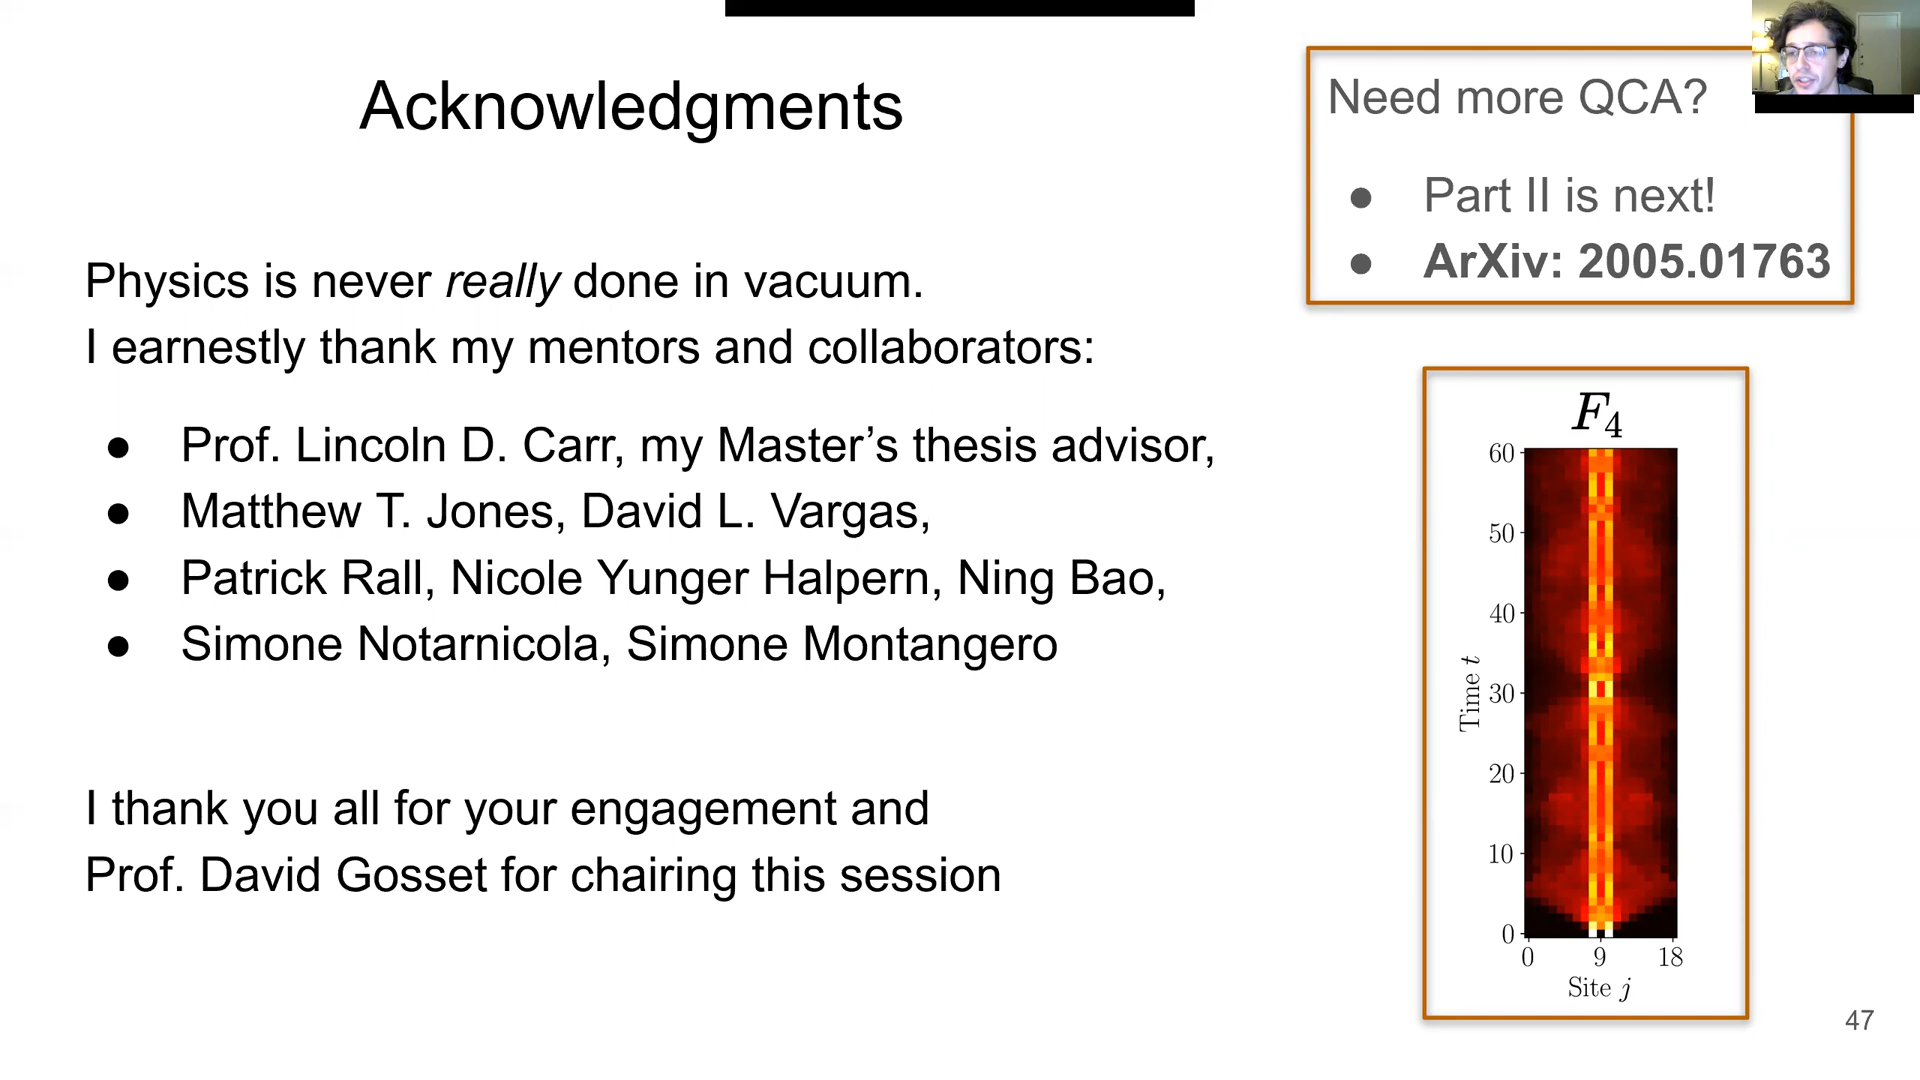 Acknowledgments
Physics is never really done in vacuum.
I earnestly thank my mentors and collaborators:
● Prof. Lincoln D. Carr, my Master’s thesis advisor,
● Matthew T. Jones, David L. Vargas,
● Patrick Rall, Nicole Yunger Halpern, Ning Bao,
● Simone Notarnicola, Simone Montangero
I thank you all for your engagement and
Prof. David Gosset for chairing this session
Need more QCA?
● Part II is next!
● ArXiv: 2005.01763
F4
60
50
40
30
20
10
0
Time t
0 9 18
Site j
47